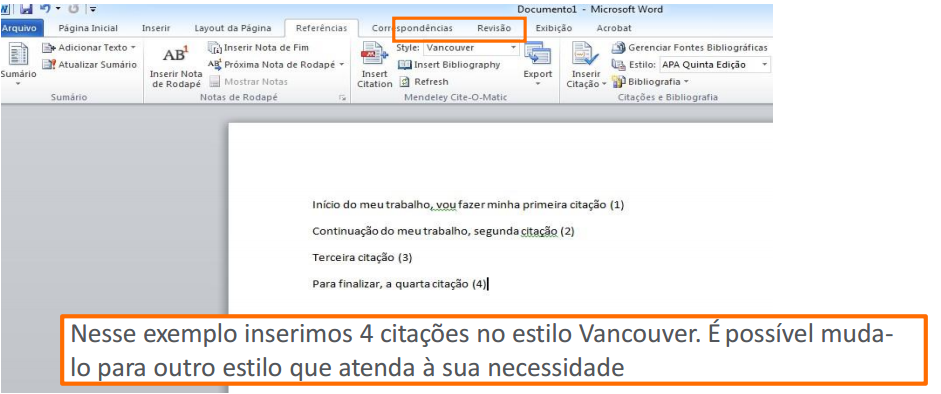 Documento1 - Microsoft Word
Arquivo Página Inicial Inserir Layout da Página Referências Correspondências Revisão Exibição Acrobat
Adicionar Texto Inserir Nota de Fim Style: Vancouver Gerenciar Fontes Bibliográficas
Atualizar Sumário AB¹ Próxima Nota de Rodapé Insert Bibliography Estilo: APA Quinta Edição
Sumário Inserir Nota de Rodapé Mostrar Notas Insert Citation Refresh Export Inserir Citação Bibliografia
Sumário Notas de Rodapé Mendeley Cite-O-Matic Citações e Bibliografia
Início do meu trabalho, vou fazer minha primeira citação (1)
Continuação do meu trabalho, segunda citação (2)
Terceira citação (3)
Para finalizar, a quarta citação (4)
Nesse exemplo inserimos 4 citações no estilo Vancouver. É possível muda-
lo para outro estilo que atenda à sua necessidade